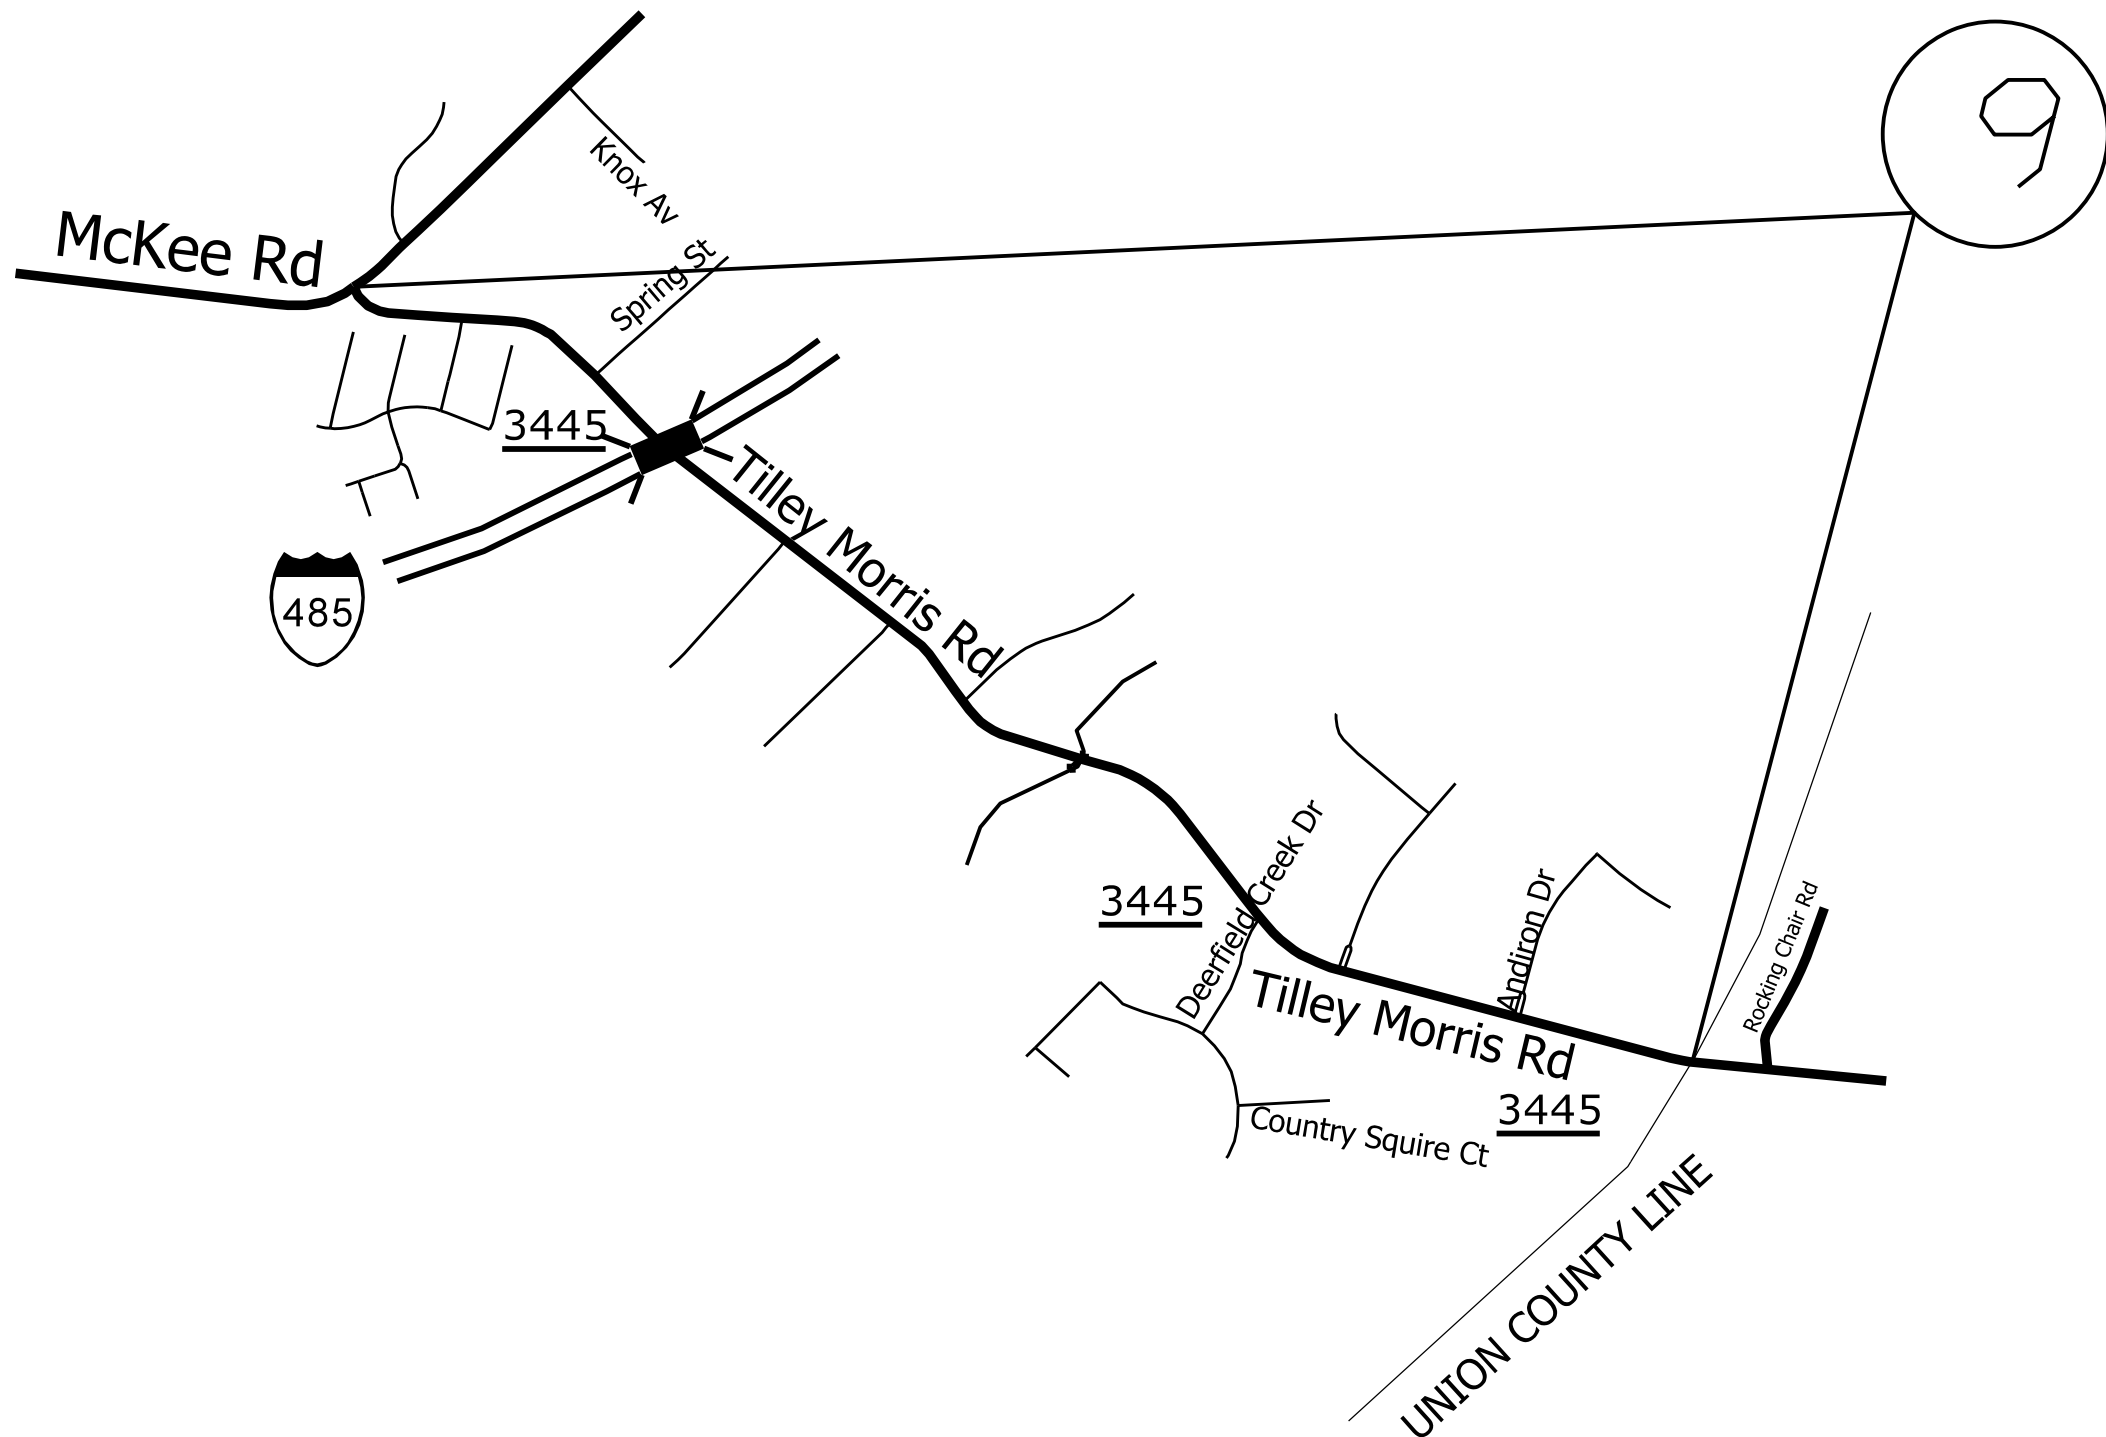 9
Knox Av
McKee Rd
Spring St
3445
Tilley Morris Rd
485
Deerfield Creek Dr
3445
Andiron Dr
Rocking Chair Rd
Tilley Morris Rd
3445
Country Squire Ct
UNION COUNTY LINE